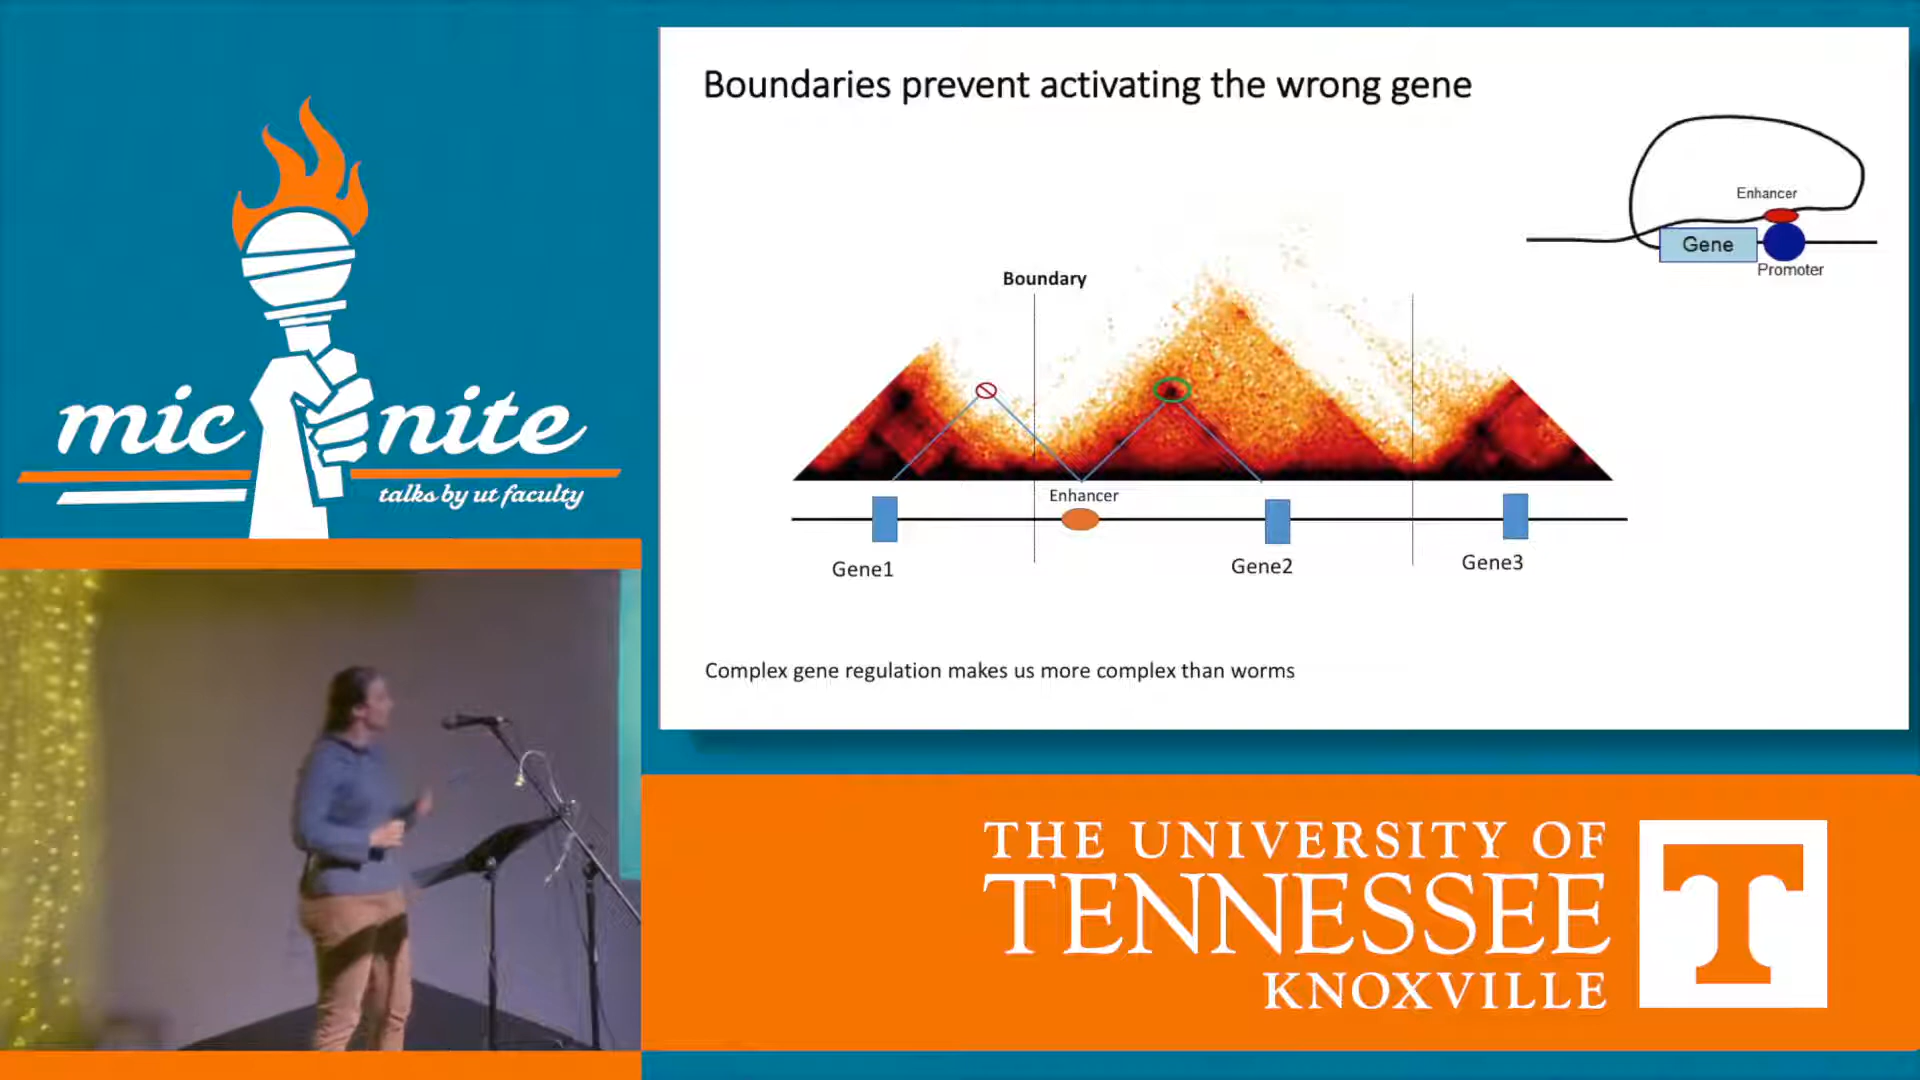 mic nite
talks by ut faculty
Boundaries prevent activating the wrong gene
Enhancer
Gene
Promoter
Boundary
Enhancer
Gene1
Gene2
Gene3
Complex gene regulation makes us more complex than worms
THE UNIVERSITY OF
TENNESSEE
KNOXVILLE
T